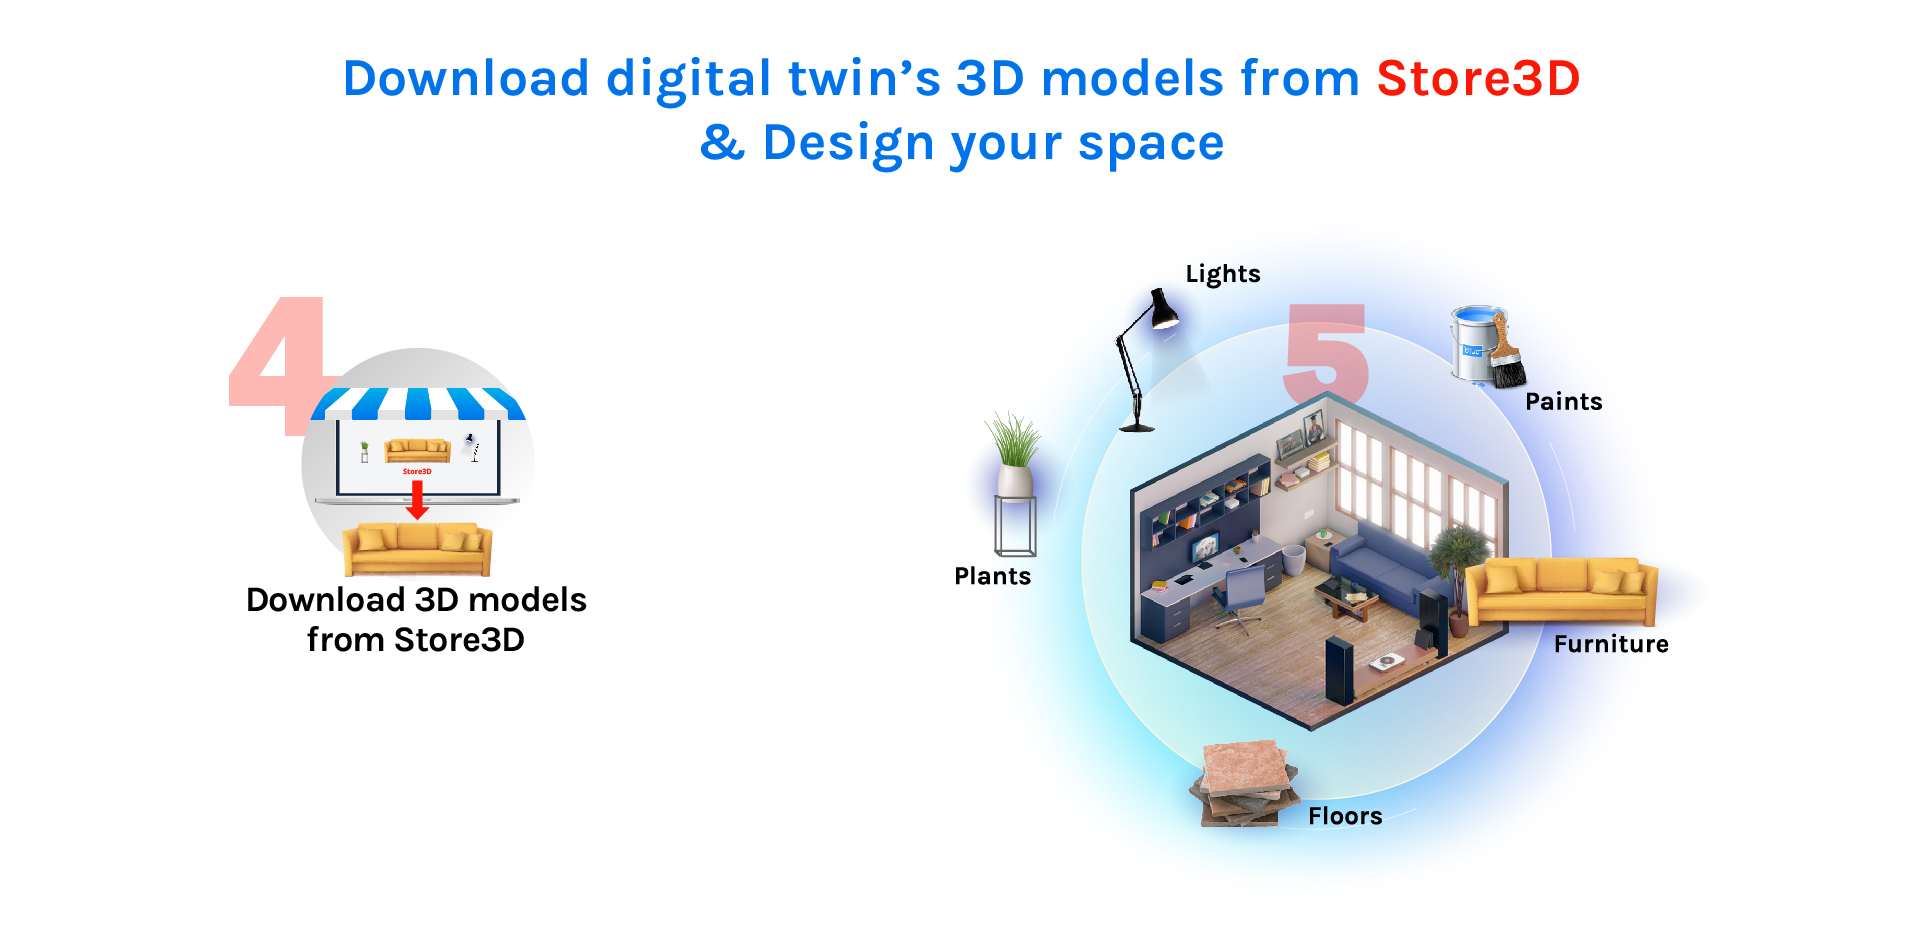 Download digital twin’s 3D models from Store3D
& Design your space
4
Store3D
Download 3D models
from Store3D
5
Lights
Paints
blue
Plants
Furniture
Floors